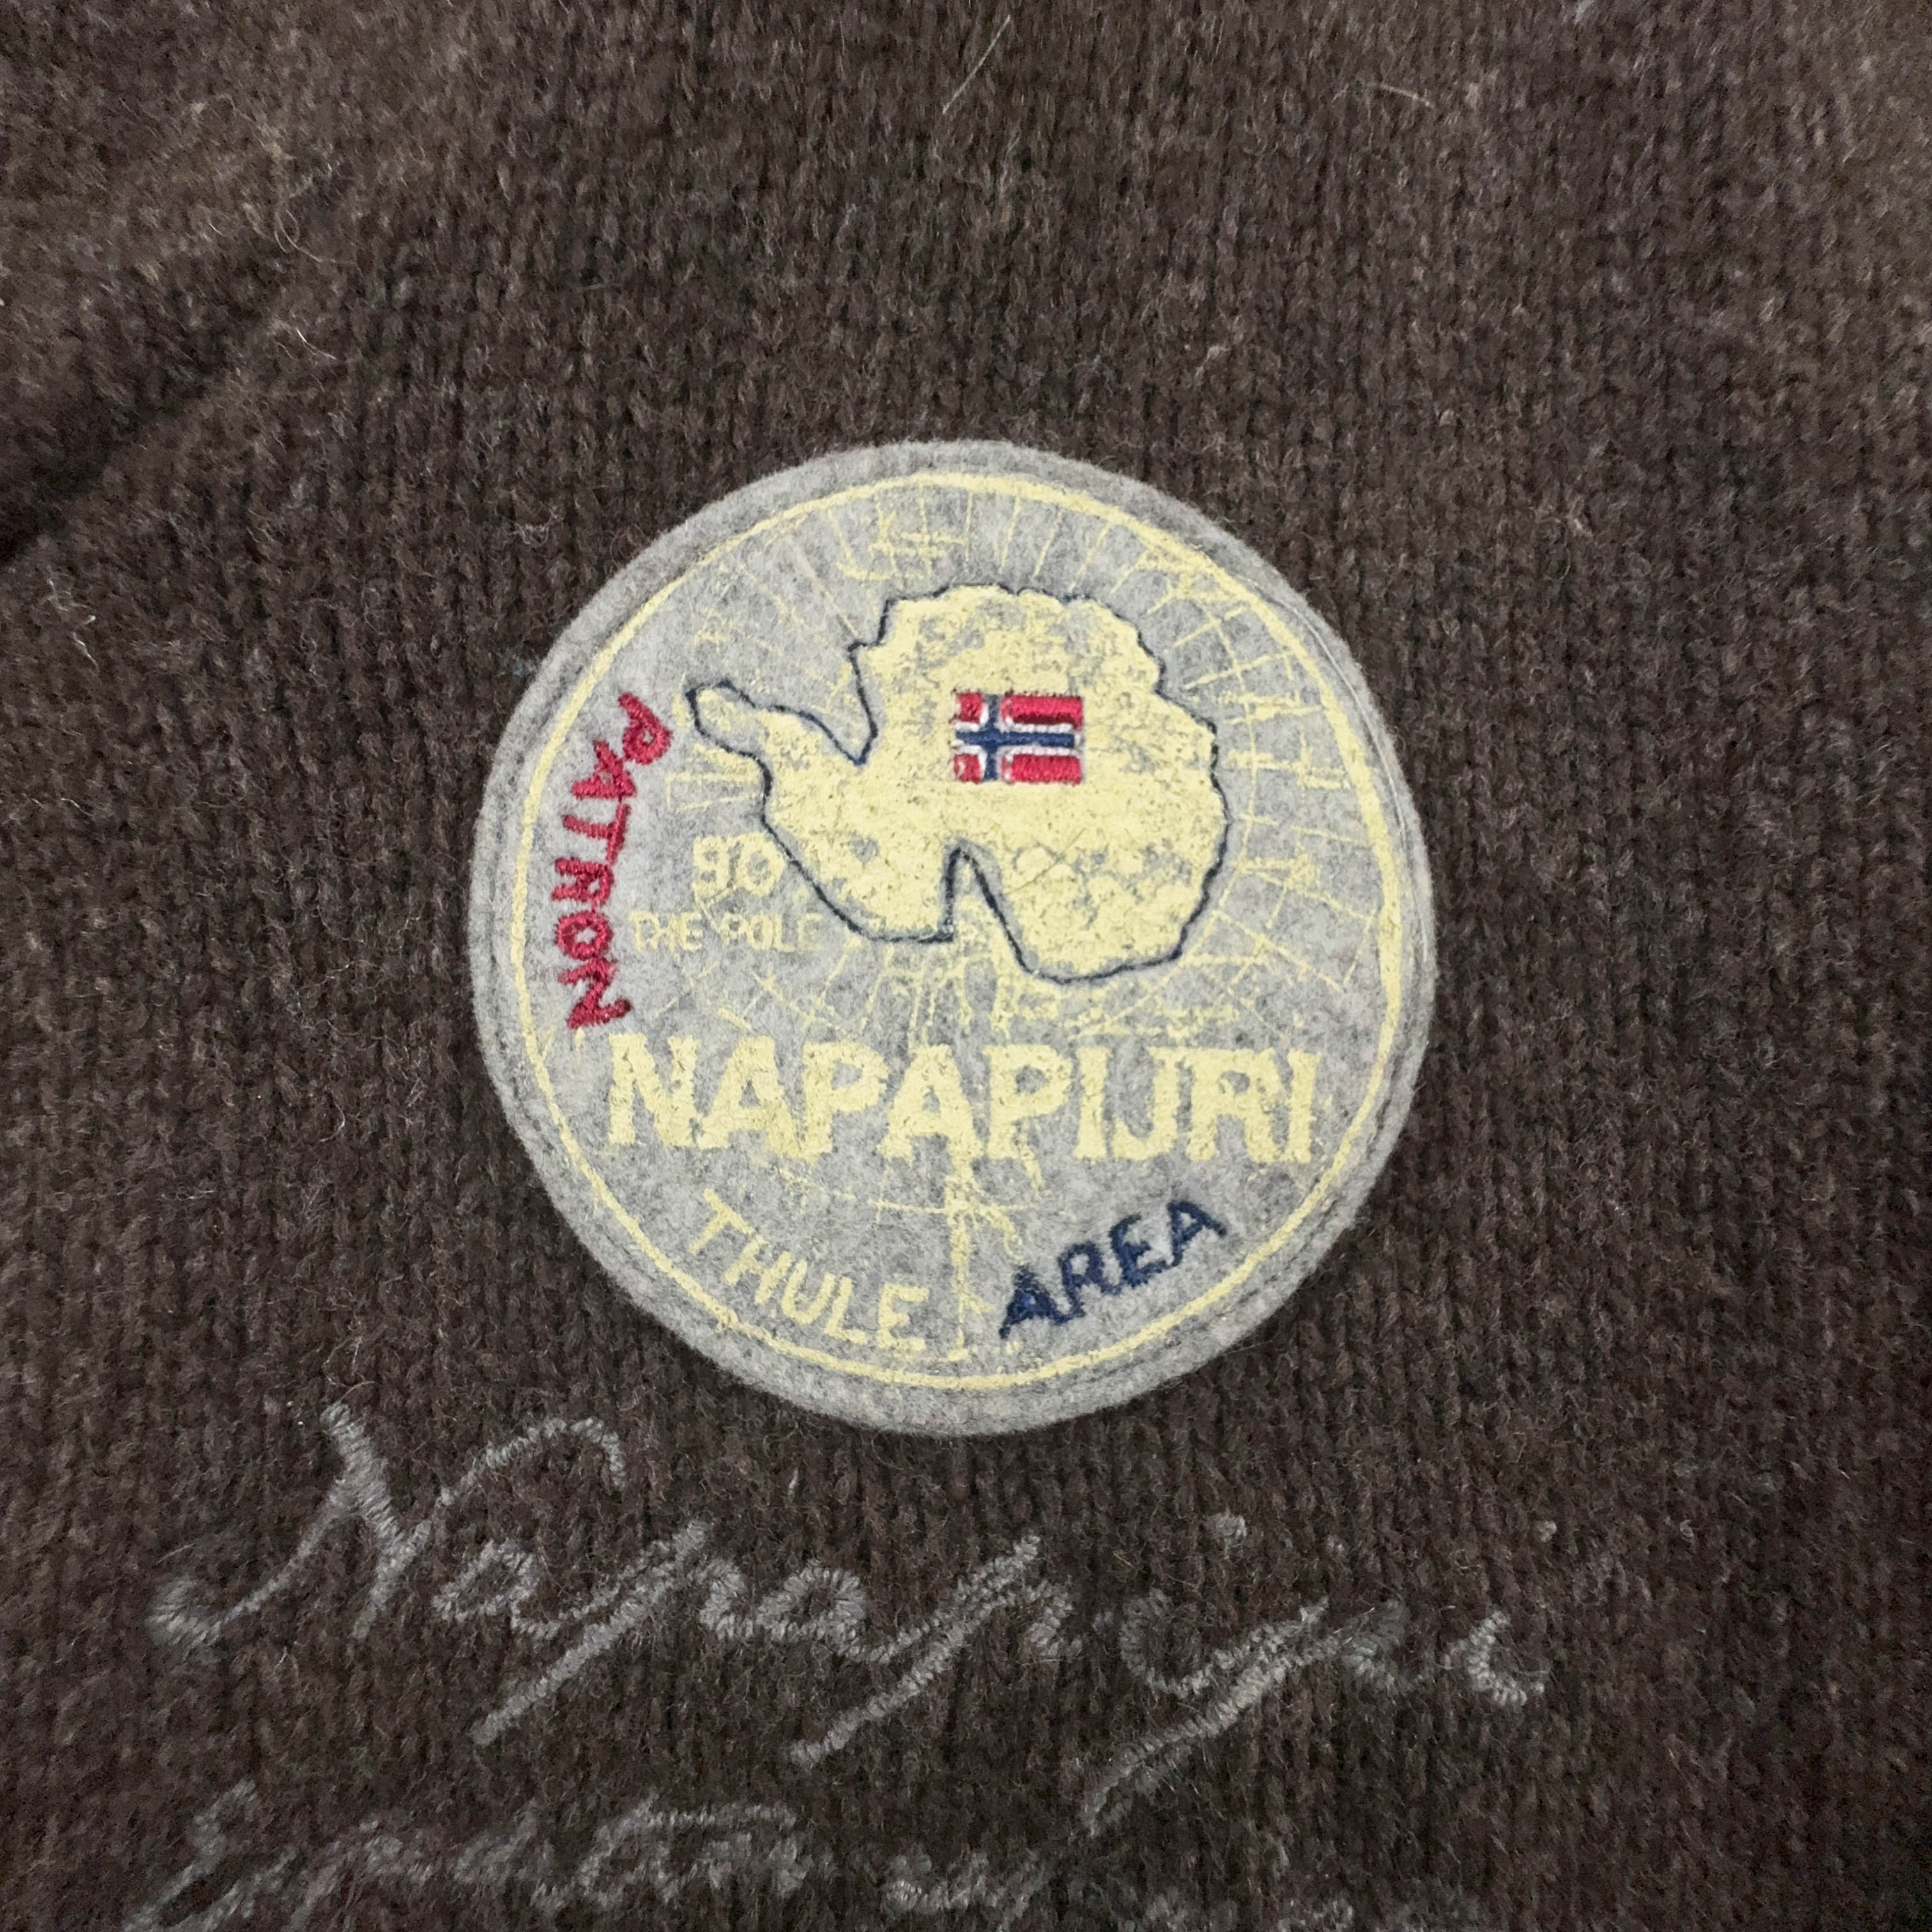 PATRON
90
THE POLE
NAPAPIJRI
THULE AREA
Napapijri